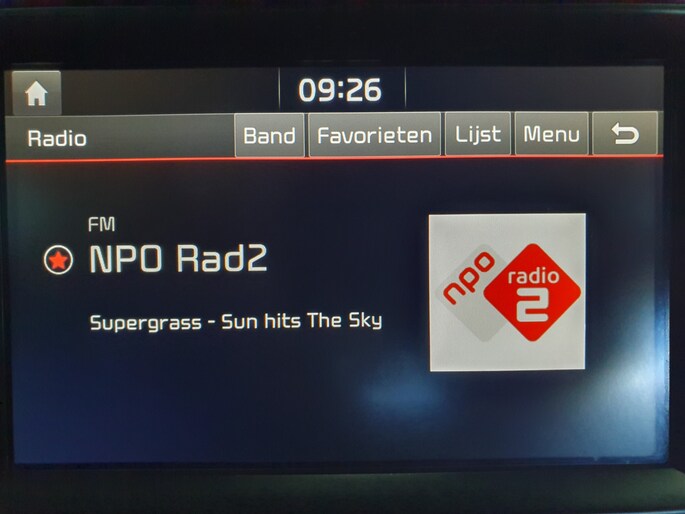 09:26
Radio Band Favorieten Lijst Menu
FM
NPO Rad2
Supergrass - Sun hits The Sky
npo radio 2